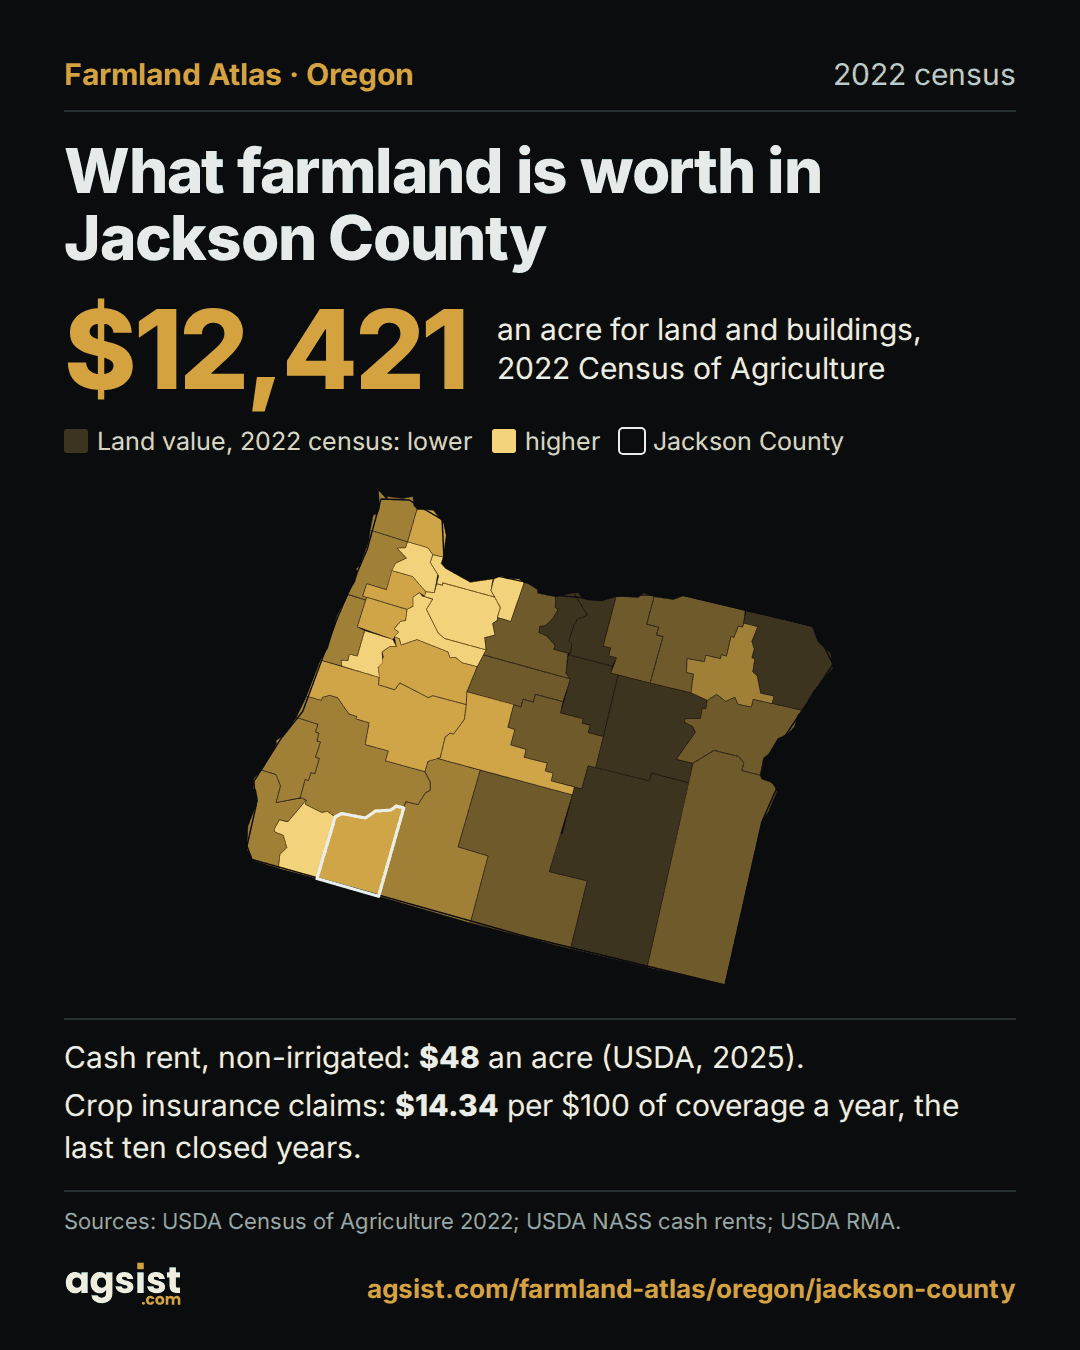 Farmland Atlas · Oregon
2022 census
What farmland is worth in
Jackson County
$12,421
an acre for land and buildings,
2022 Census of Agriculture
Land value, 2022 census: lower
higher
Jackson County
Cash rent, non-irrigated: $48 an acre (USDA, 2025).
Crop insurance claims: $14.34 per $100 of coverage a year, the
last ten closed years.
Sources: USDA Census of Agriculture 2022; USDA NASS cash rents; USDA RMA.
agsist
.com
agsist.com/farmland-atlas/oregon/jackson-county